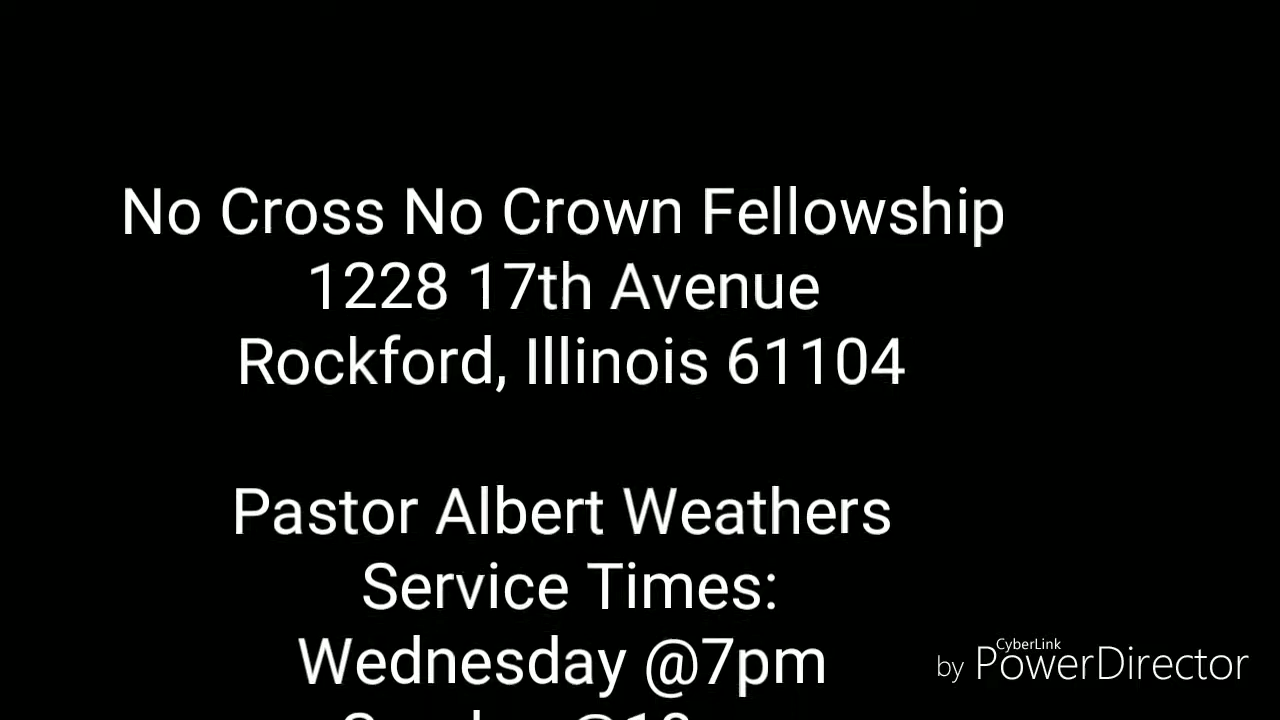 No Cross No Crown Fellowship
1228 17th Avenue
Rockford, Illinois 61104
Pastor Albert Weathers
Service Times:
Wednesday @7pm
CyberLink
by PowerDirector